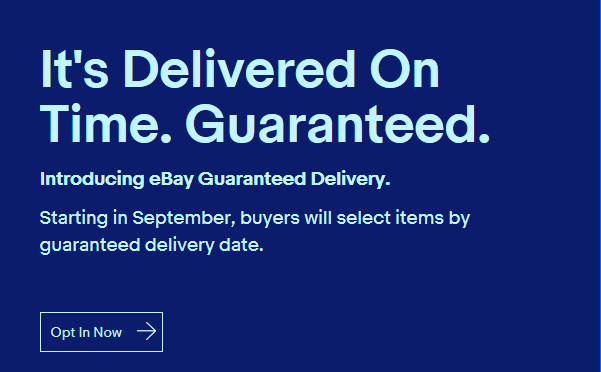 It's Delivered On
Time. Guaranteed.
Introducing eBay Guaranteed Delivery.
Starting in September, buyers will select items by
guaranteed delivery date.
Opt In Now